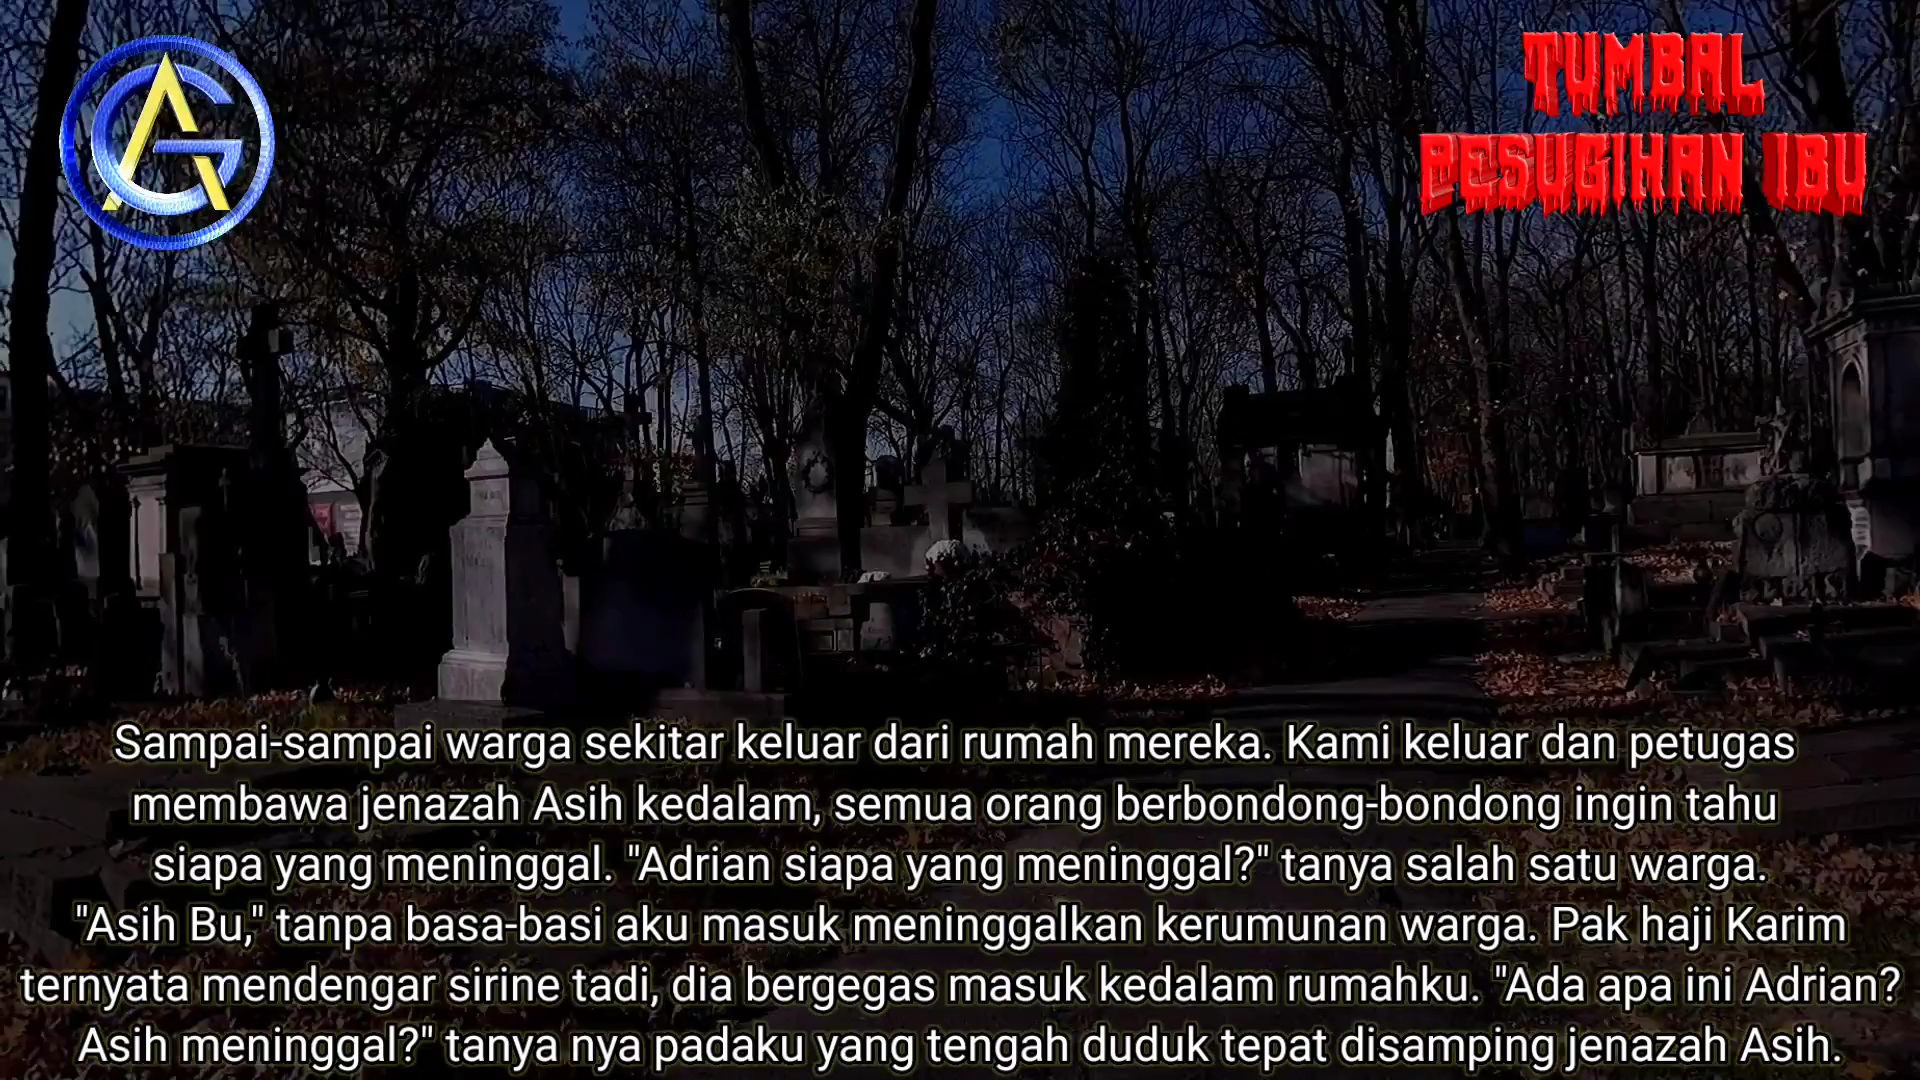 AG
TUMBAL
PESUGIHAN IBU
Sampai-sampai warga sekitar keluar dari rumah mereka. Kami keluar dan petugas
membawa jenazah Asih kedalam, semua orang berbondong-bondong ingin tahu
siapa yang meninggal. "Adrian siapa yang meninggal?" tanya salah satu warga.
"Asih Bu," tanpa basa-basi aku masuk meninggalkan kerumunan warga. Pak haji Karim
ternyata mendengar sirine tadi, dia bergegas masuk kedalam rumahku. "Ada apa ini Adrian?
Asih meninggal?" tanya nya padaku yang tengah duduk tepat disamping jenazah Asih.